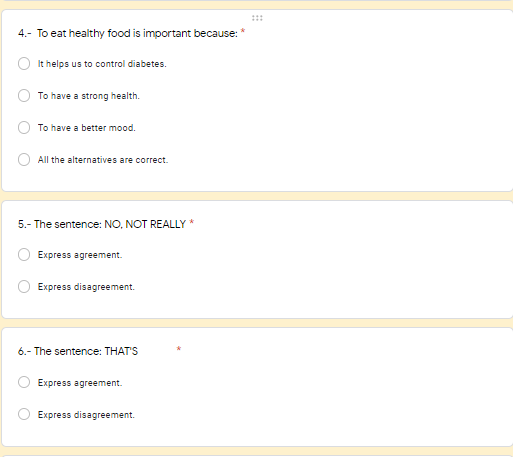 4.- To eat healthy food is important because: *
It helps us to control diabetes.
To have a strong health.
To have a better mood.
All the alternatives are correct.
5.- The sentence: NO, NOT REALLY *
Express agreement.
Express disagreement.
6.- The sentence: THAT'S *
Express agreement.
Express disagreement.